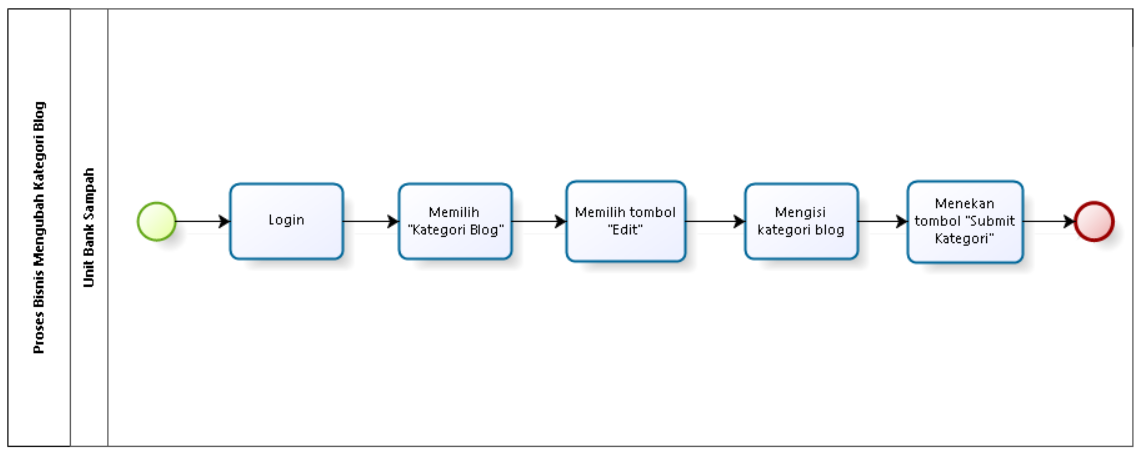 Proses Bisnis Mengubah Kategori Blog
Unit Bank Sampah
Login
Memilih
"Kategori Blog"
Memilih tombol
"Edit"
Mengisi
kategori blog
Menekan
tombol "Submit
Kategori"